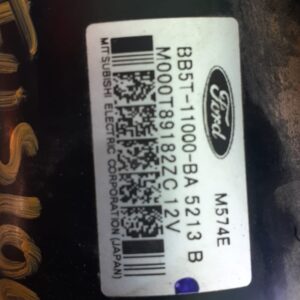 Ford
M574E
BB5T-11000-BA 5213 B
M000T89182ZC 12V
MITSUBISHI ELECTRIC CORPORATION (JAPAN)